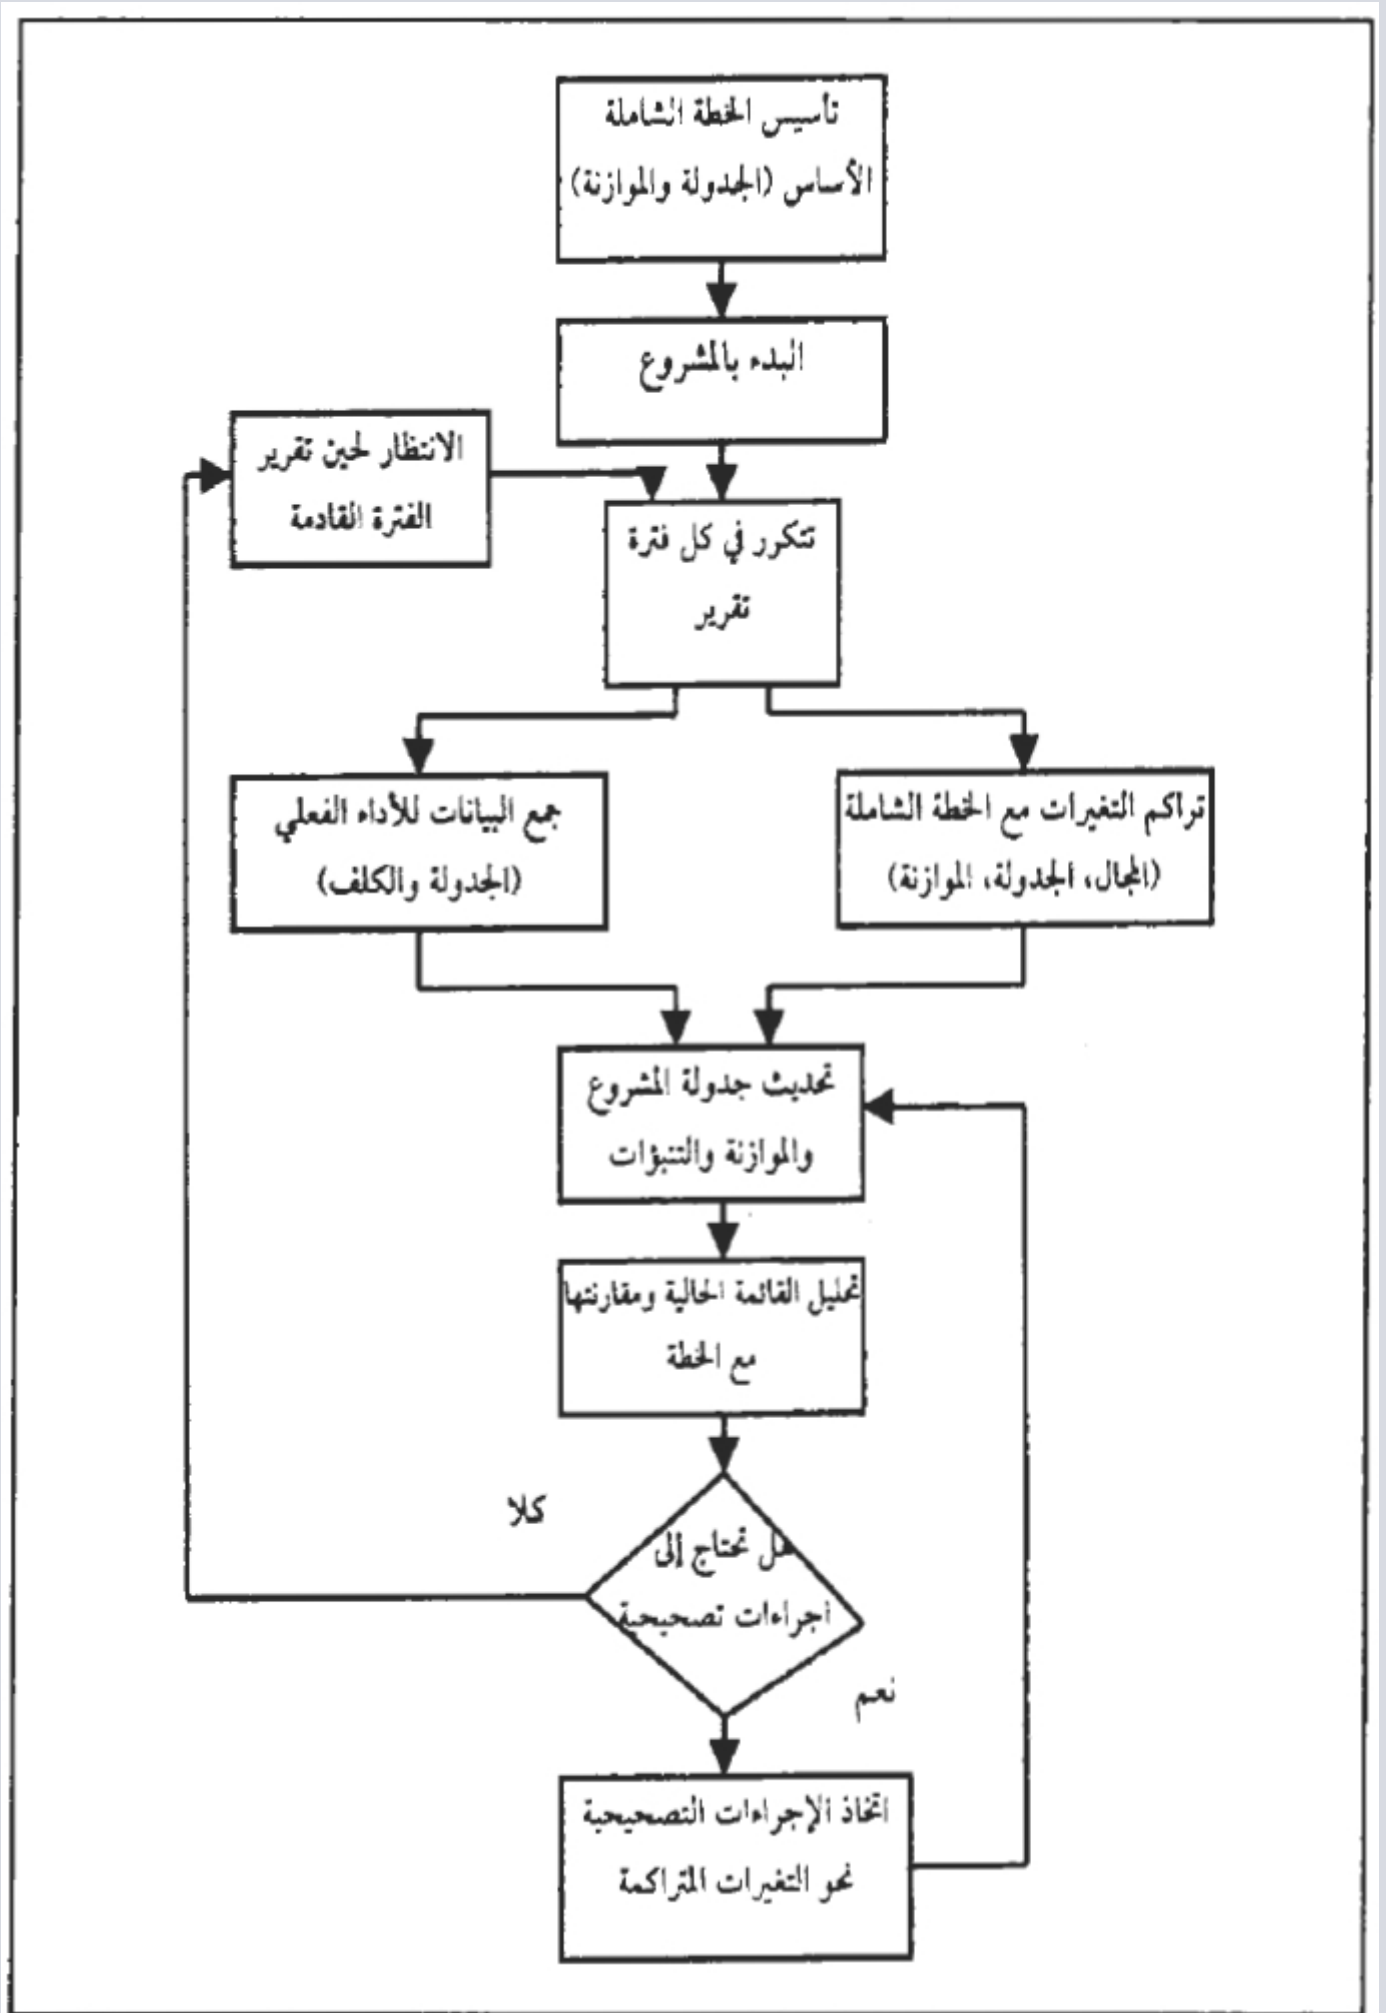 تأسيس الخطة الشاملة
الأساس (الجدولة والموازنة)
البدء بالمشروع
الانتظار لحين تقرير
الفترة القادمة
تتكرر في كل فترة
تقرير
تراكم التغيرات مع الخطة الشاملة
(المجال، الجدولة، الموازنة)
جمع البيانات للأداء الفعلي
(الجدولة والكلف)
تحديث جدولة المشروع
والموازنة والتنبؤات
تحليل القائمة الحالية ومقارنتها
مع الخطة
كلا
هل تحتاج إلى
اجراءات تصحيحية
نعم
اتخاذ الإجراءات التصحيحية
نحو التغيرات المتراكمة